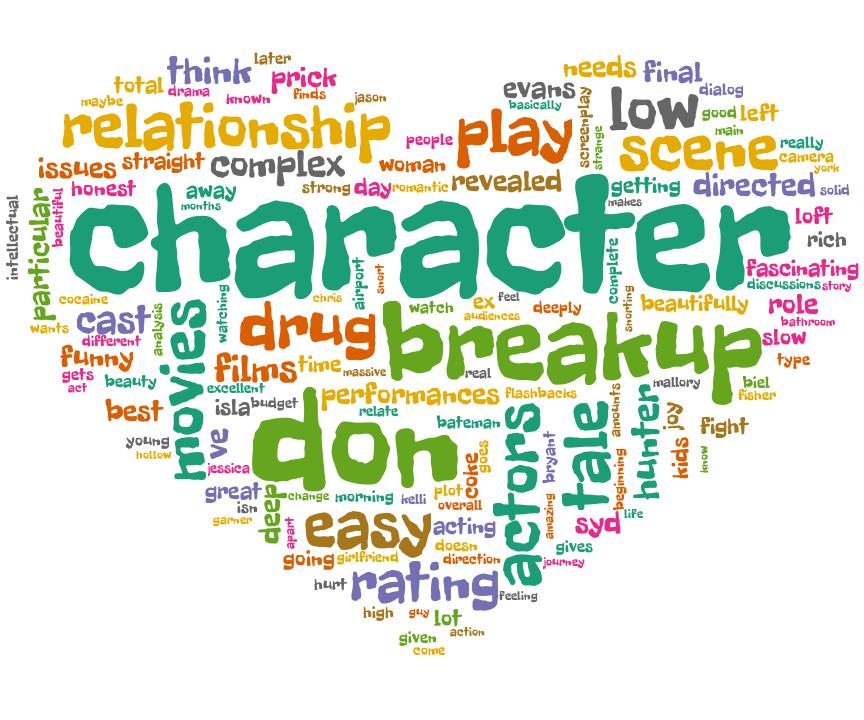 later
think
prick
total
drama
known
finds
jason
maybe
relationship
needs
final
evans
dialog
basically
screenplay
low
good
left
main
people
play
strange
scene
really
camera
york
issues
straight
complex
woman
strong
day
romantic
revealed
getting
directed
solid
honest
away
months
makes
intellectual
particular
beautiful
character
loft
rich
complete
fascinating
discussions
story
airport
snort
cocaine
chris
watching
watch
ex
feel
audiences
deeply
snorting
beautifully
role
bathroom
wants
cast
analysis
different
movies
drug
breakup
slow
funny
films
time
massive
real
type
gets
act
beauty
excellent
performances
flashbacks
amounts
mallory
biel
fisher
best
isla
budget
relate
bateman
actors
tale
hunter
joy
fight
young
hollow
ve
don
bryant
kids
know
jessica
goes
coke
beginning
great
deep
change
morning
kelli
plot
overall
isn
garner
apart
easy
acting
amazing
syd
life
doesn
gives
going
girlfriend
direction
journey
hurt
rating
feeling
high
guy
lot
given
action
come